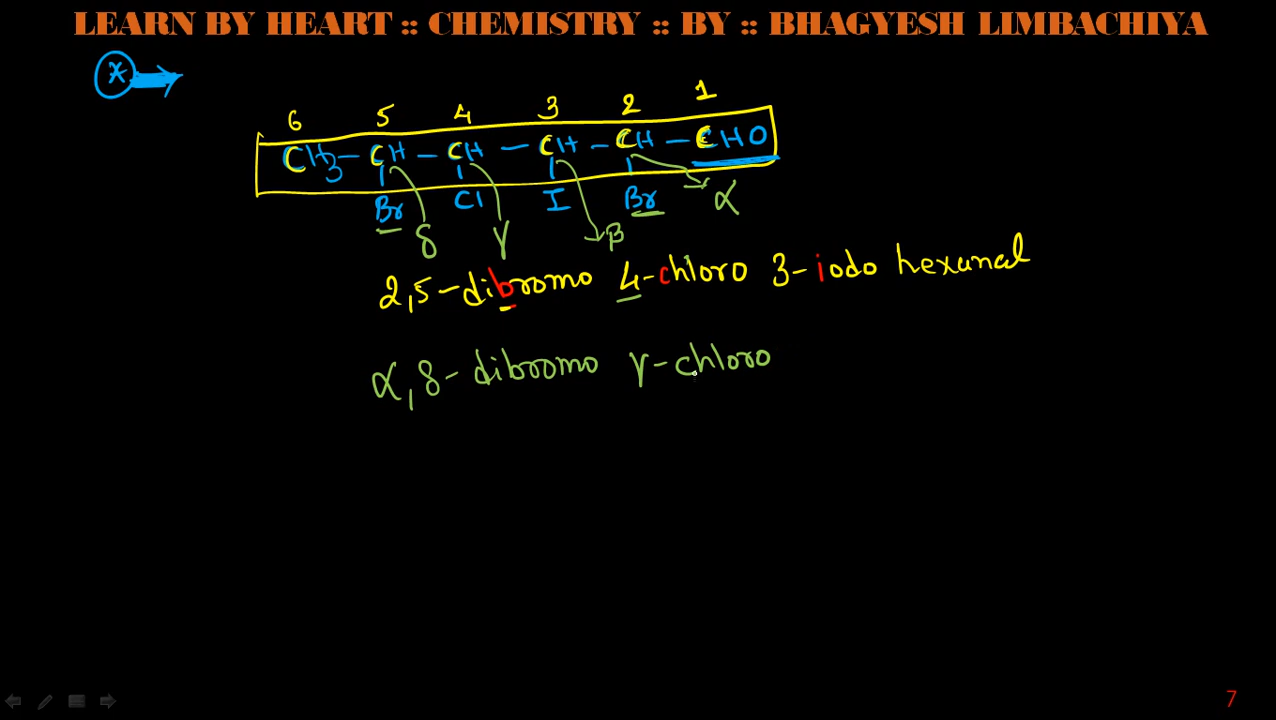 LEARN BY HEART :: CHEMISTRY :: BY :: BHAGYESH LIMBACHIYA
*
6 5 4 3 2 1
CH3 - CH - CH - CH - CH - CHO
Br Cl I Br α
δ γ β
2,5-dibromo 4-chloro 3-iodo hexanal
α,δ-dibromo γ-chloro
7